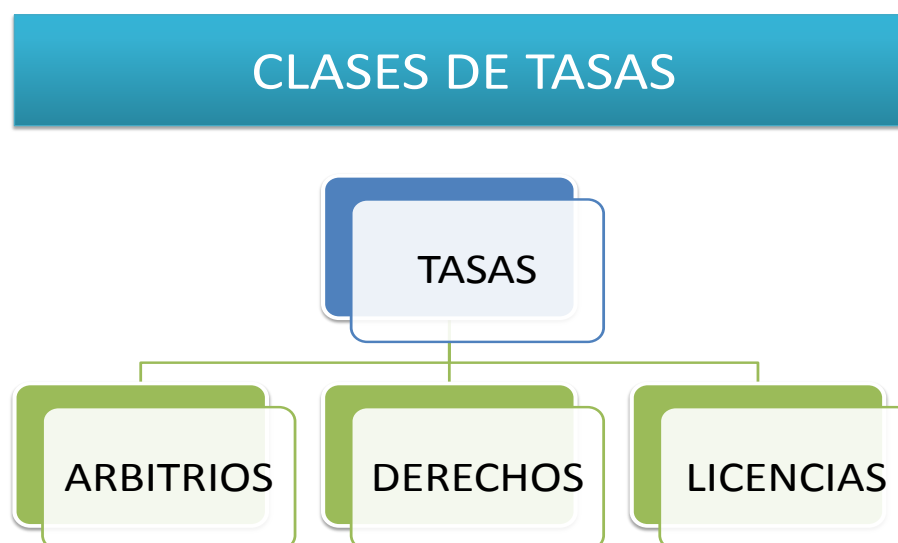 CLASES DE TASAS
TASAS
ARBITRIOS
DERECHOS
LICENCIAS